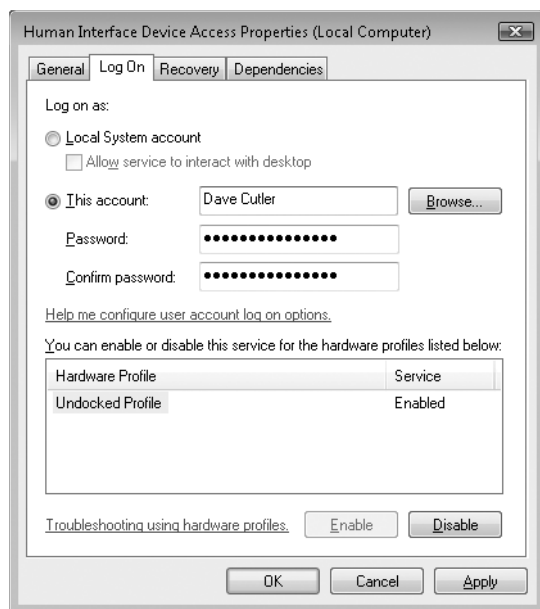 Human Interface Device Access Properties (Local Computer)
General Log On Recovery Dependencies
Log on as:
Local System account
Allow service to interact with desktop
This account: Dave Cutler Browse...
Password: •••••••••••••••
Confirm password: •••••••••••••••
Help me configure user account log on options.
You can enable or disable this service for the hardware profiles listed below:
Hardware Profile Service
Undocked Profile Enabled
Troubleshooting using hardware profiles. Enable Disable
OK Cancel Apply